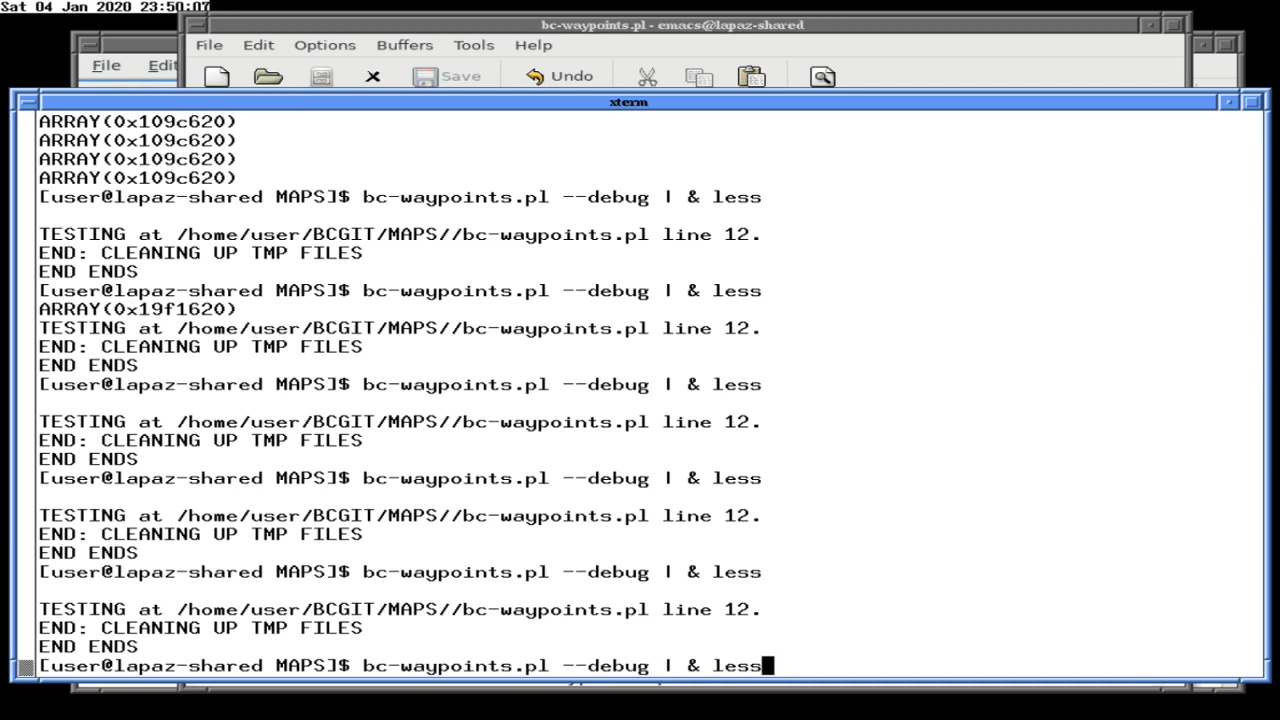 Sat 04 Jan 2020 23:50:07
bc-waypoints.pl - emacs@lapaz-shared
File Edit Options Buffers Tools Help
File Edit
Save Undo
xterm
ARRAY(0x109c620)
ARRAY(0x109c620)
ARRAY(0x109c620)
ARRAY(0x109c620)
[user@lapaz-shared MAPS]$ bc-waypoints.pl --debug | & less
TESTING at /home/user/BCGIT/MAPS//bc-waypoints.pl line 12.
END: CLEANING UP TMP FILES
END ENDS
[user@lapaz-shared MAPS]$ bc-waypoints.pl --debug | & less
ARRAY(0x19f1620)
TESTING at /home/user/BCGIT/MAPS//bc-waypoints.pl line 12.
END: CLEANING UP TMP FILES
END ENDS
[user@lapaz-shared MAPS]$ bc-waypoints.pl --debug | & less
TESTING at /home/user/BCGIT/MAPS//bc-waypoints.pl line 12.
END: CLEANING UP TMP FILES
END ENDS
[user@lapaz-shared MAPS]$ bc-waypoints.pl --debug | & less
TESTING at /home/user/BCGIT/MAPS//bc-waypoints.pl line 12.
END: CLEANING UP TMP FILES
END ENDS
[user@lapaz-shared MAPS]$ bc-waypoints.pl --debug | & less
TESTING at /home/user/BCGIT/MAPS//bc-waypoints.pl line 12.
END: CLEANING UP TMP FILES
END ENDS
[user@lapaz-shared MAPS]$ bc-waypoints.pl --debug | & less